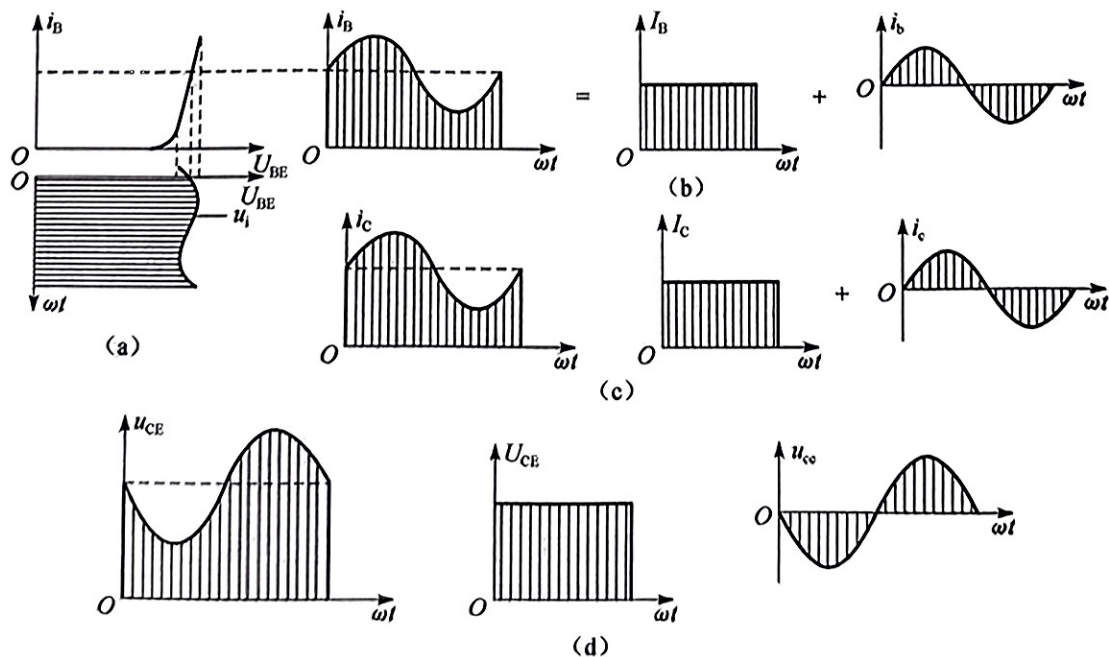 i_B i_B I_B i_b
= + O ωt
O U_BE O ωt O ωt
(b)
O U_BE
u_i i_C I_C i_c
+ O ωt
ωt
(a) O ωt O ωt
(c)
u_CE U_CE u_ce
O ωt
O ωt O ωt
(d)